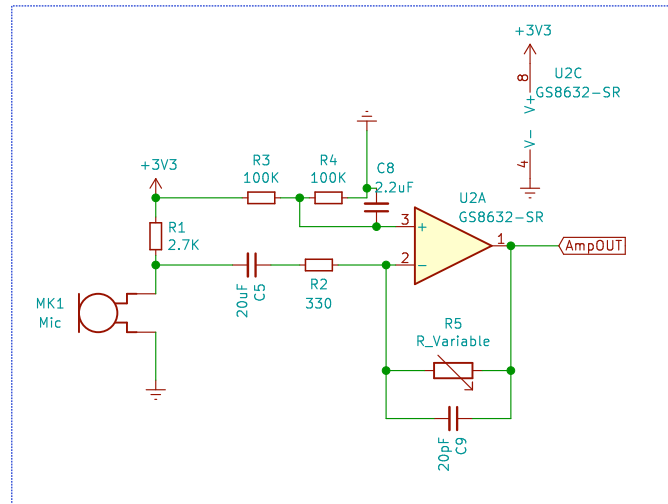 +3V3
U2C
GS8632-SR
8
V+
V-
4
R3
100K
R4
100K
C8
2.2uF
+3V3
R1
2.7K
U2A
GS8632-SR
3
+
1
AmpOUT
2
-
20uF
C5
R2
330
MK1
Mic
R5
R_Variable
20pF
C9